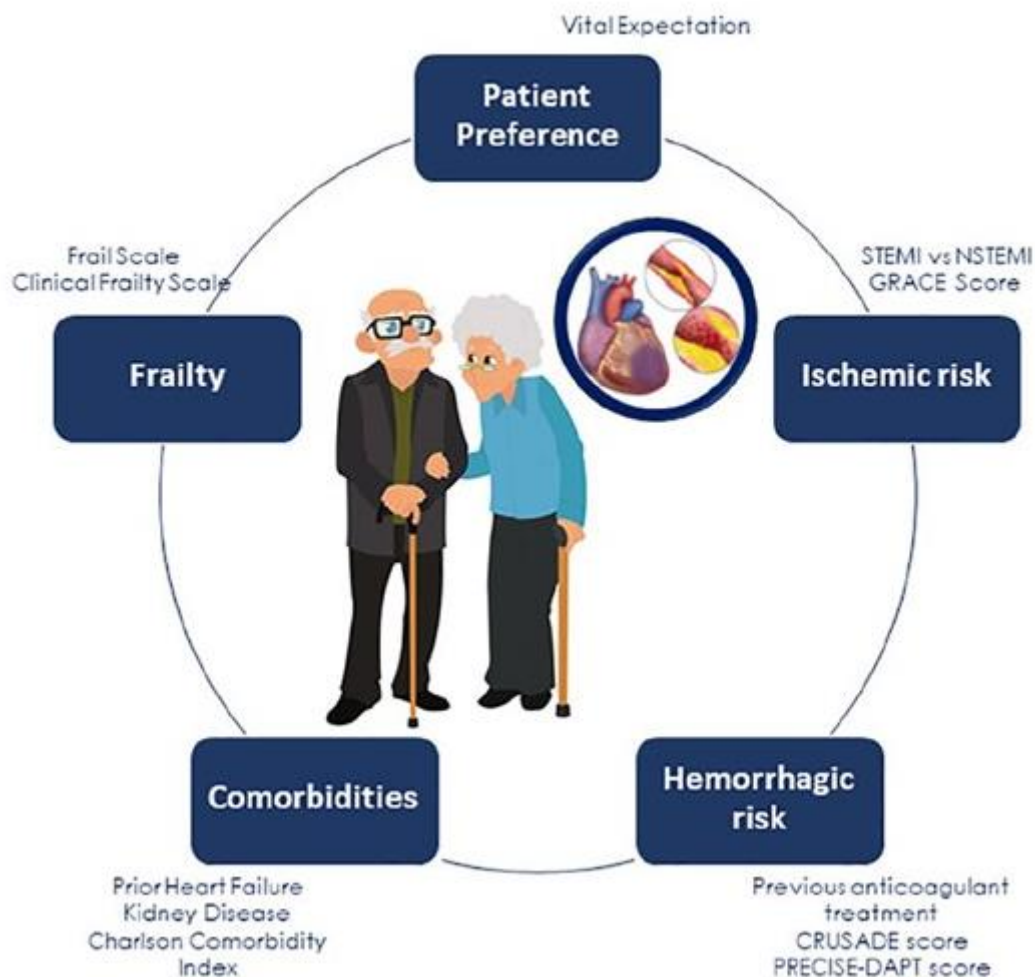 Vital Expectation
Patient
Preference
STEMI vs NSTEMI
GRACE Score
Ischemic risk
Hemorrhagic
risk
Previous anticoagulant
treatment
CRUSADE score
PRECISE-DAPT score
Comorbidities
Prior Heart Failure
Kidney Disease
Charlson Comorbidity
Index
Frail Scale
Clinical Frailty Scale
Frailty